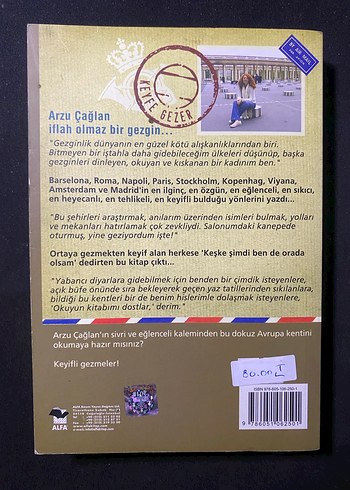 BY AIR MAIL
KEYFE GEZER
Arzu Çağlan
iflah olmaz bir gezgin...
"Gezginlik dünyanın en güzel kötü alışkanlıklarından biri.
Bitmeyen bir iştahla daha gidebileceğim ülkeleri düşünüp, başka
gezginleri dinleyen, okuyan ve kıskanan bir kadınım ben."
Barselona, Roma, Napoli, Paris, Stockholm, Kopenhag, Viyana,
Amsterdam ve Madrid'in en ilginç, en özgün, en eğlenceli, en sıkıcı,
en heyecanlı, en tehlikeli, en keyifli bulduğu yönlerini yazdı...
"Bu şehirleri araştırmak, anılarım üzerinden isimleri bulmak, yolları
ve mekanları hatırlamak çok zevkliydi. Salonumdaki kanepede
oturmuş, yine geziyordum işte!"
Ortaya gezmekten keyif alan herkese 'Keşke şimdi ben de orada
olsam' dedirten bu kitap çıktı...
"Yabancı diyarlara gidebilmek için benden bir çimdik isteyenlere,
açık büfe önünde sıra bekleyerek geçen yaz tatillerinden sıkılanlara,
bildiği bu kentleri bir de benim hislerimle dolaşmak isteyenlere,
'Okuyun kitabımı dostlar,' derim."
Arzu Çağlan'ın sivri ve eğlenceli kaleminden bu dokuz Avrupa kentini
okumaya hazır mısınız?
Keyifli gezmeler!
80.00
ALFA
9 786051 062501